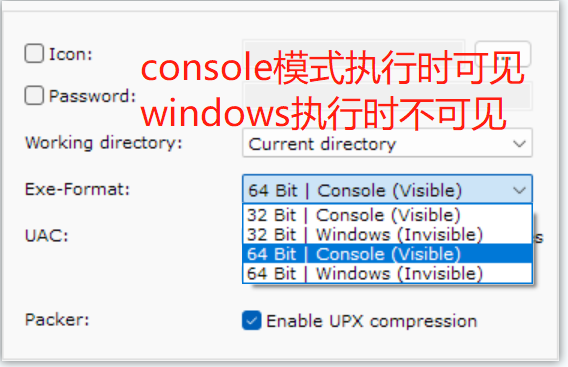 Icon:
...
console模式执行时可见
Password:
windows执行时不可见
Working directory:
Current directory
Exe-Format:
64 Bit | Console (Visible)
32 Bit | Console (Visible)
UAC:
32 Bit | Windows (Invisible)
64 Bit | Console (Visible)
64 Bit | Windows (Invisible)
Packer:
Enable UPX compression